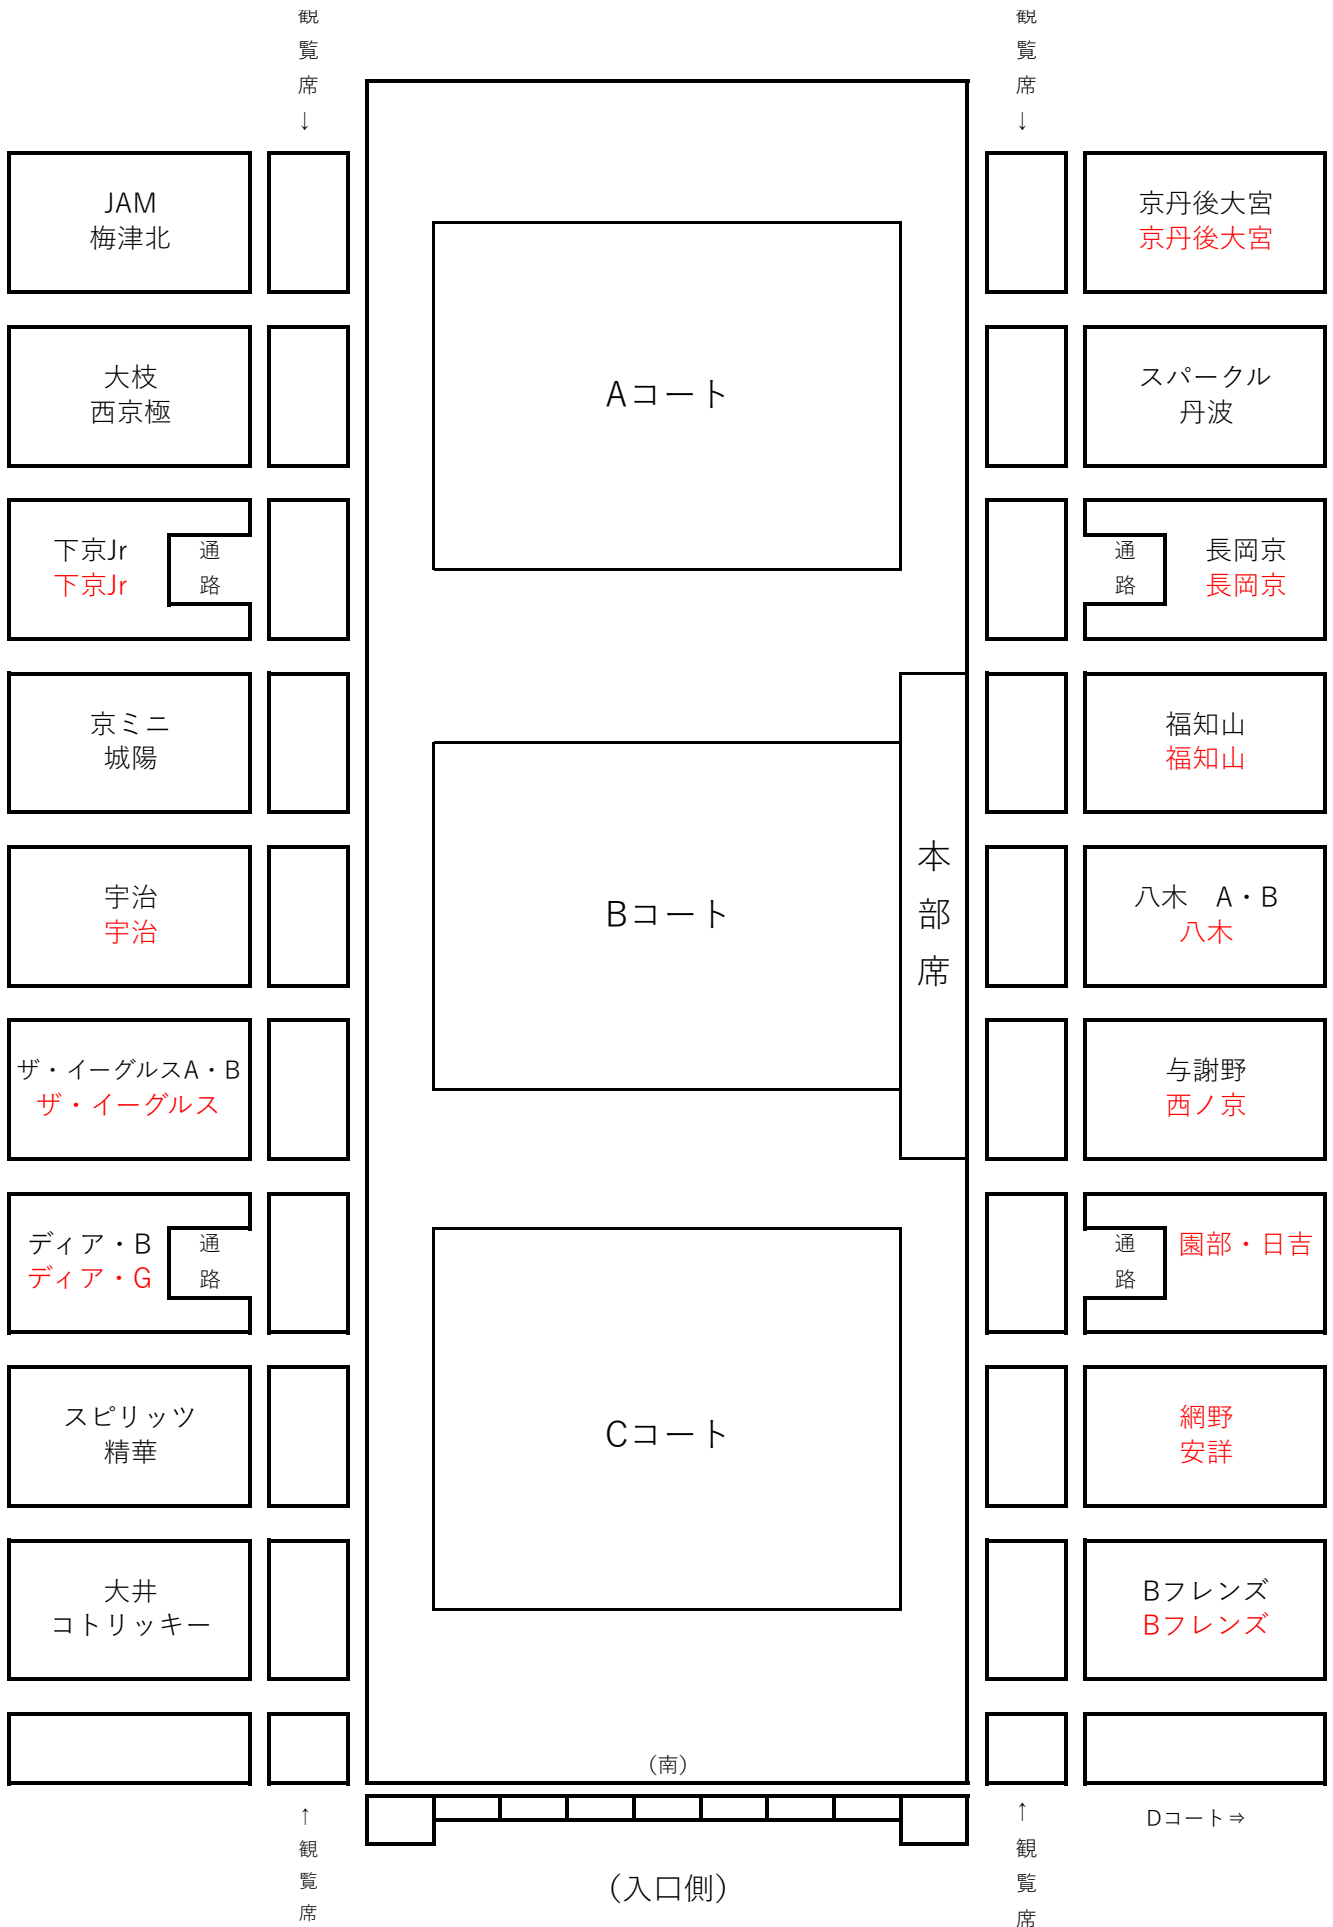 観覧席↓
観覧席↓
JAM
梅津北
京丹後大宮
京丹後大宮
大枝
西京極
Aコート
スパークル
丹波
下京Jr
下京Jr
通路
通路
長岡京
長岡京
京ミニ
城陽
福知山
福知山
宇治
宇治
Bコート
本部席
八木　A・B
八木
ザ・イーグルスA・B
ザ・イーグルス
与謝野
西ノ京
ディア・B
ディア・G
通路
通路
園部・日吉
スピリッツ
精華
Cコート
網野
安詳
大井
コトリッキー
Bフレンズ
Bフレンズ
（南）
↑観覧席
↑観覧席
Dコート⇒
（入口側）